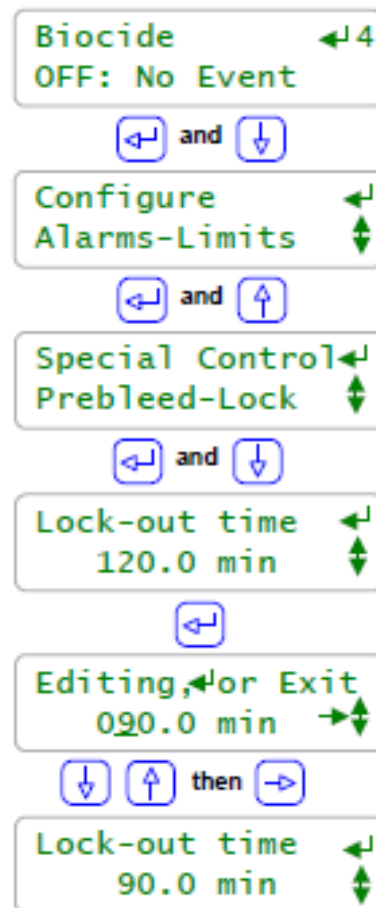 Biocide ↵4
OFF: No Event
↵ and ↓
Configure ↵
Alarms-Limits
↵ and ↑
Special Control↵
Prebleed-Lock
↵ and ↓
Lock-out time ↵
120.0 min
↵
Editing,↵or Exit
090.0 min →
↓ ↑ then →
Lock-out time ↵
90.0 min